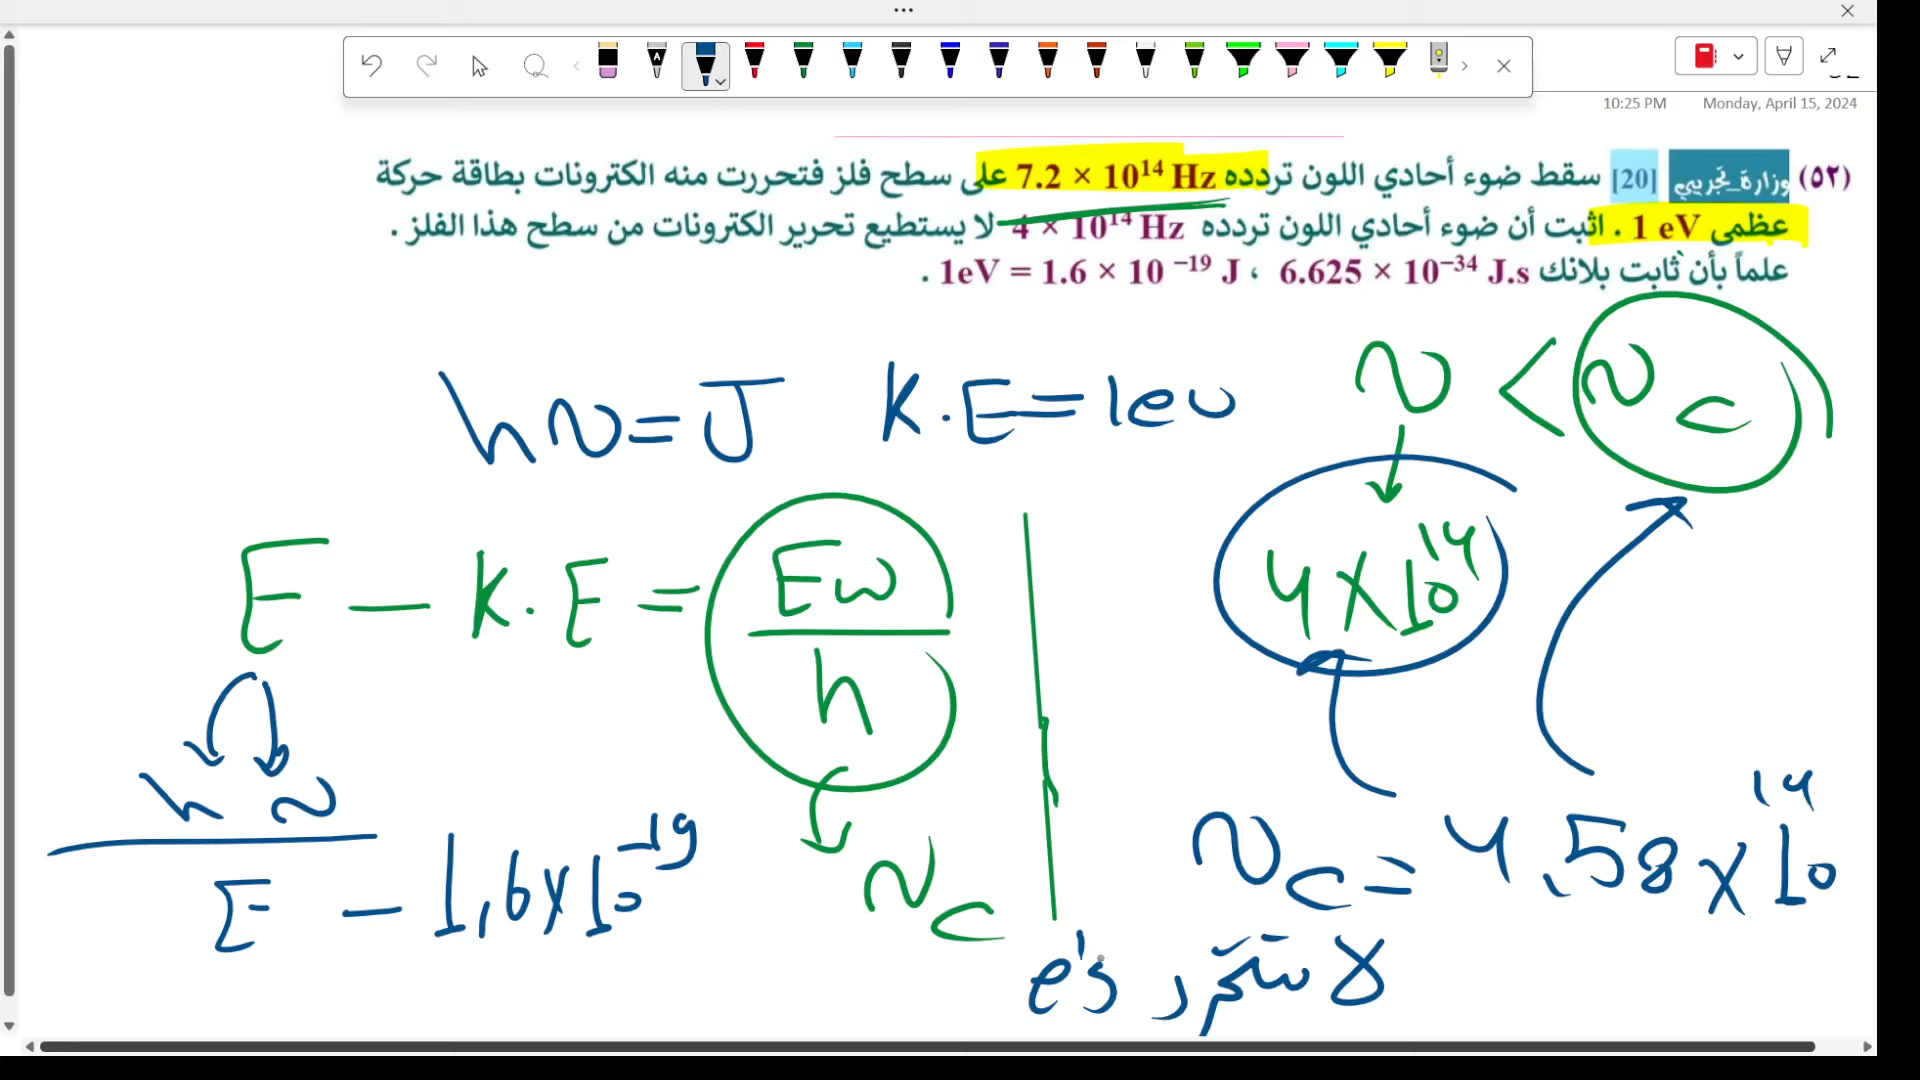 10:25 PM Monday, April 15, 2024
(٥٢) وزارة_تجريبي [20] سقط ضوء أحادي اللون تردده 7.2 × 10¹⁴ Hz على سطح فلز فتحررت منه الكترونات بطاقة حركة
عظمى 1 eV . اثبت أن ضوء أحادي اللون تردده 4 × 10¹⁴ Hz لا يستطيع تحرير الكترونات من سطح هذا الفلز .
علماً بأن ثابت بلانك 6.625 × 10⁻³⁴ J.s ، 1eV = 1.6 × 10 ⁻¹⁹ J .
hν = J
K.E = 1ev
ν < νc
E – K.E = Ew / h
4 × 10¹⁴
h ν
νc
E – 1,6 × 10⁻¹⁹
νc = 4.58 × 10¹⁴
لا تتحرر e's